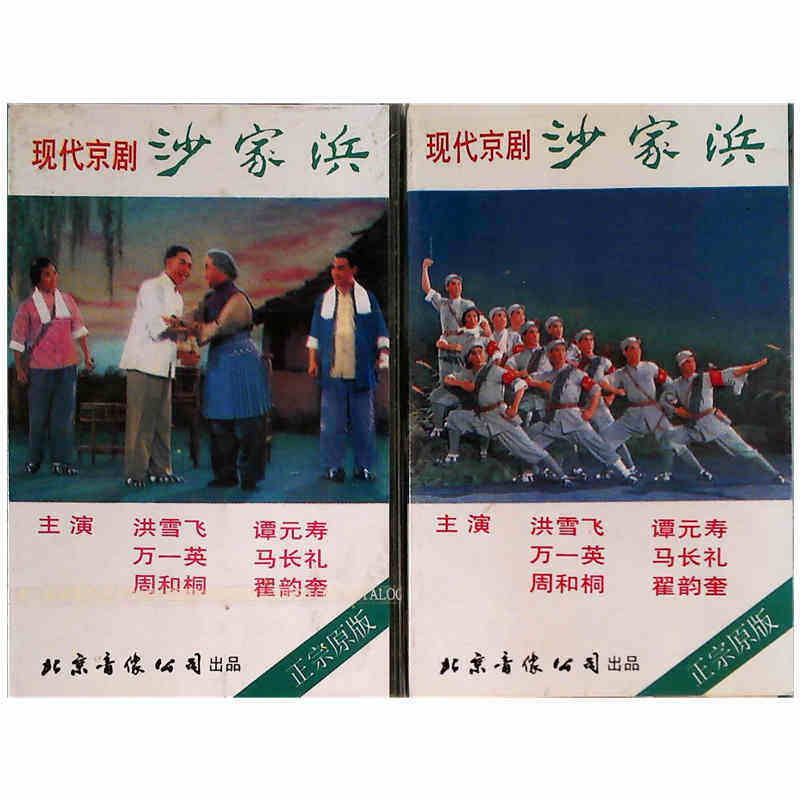 现代京剧 沙家浜
主演 洪雪飞 谭元寿
万一英 马长礼
周和桐 翟韵奎
正宗原版
北京音像公司出品
现代京剧 沙家浜
主演 洪雪飞 谭元寿
万一英 马长礼
周和桐 翟韵奎
正宗原版
北京音像公司出品